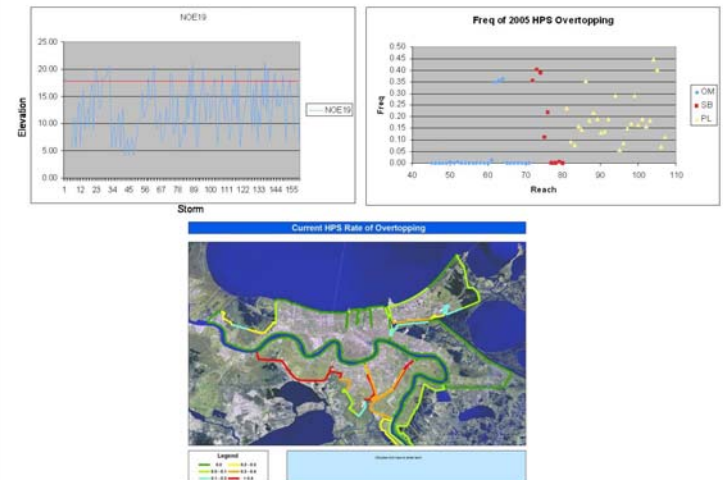 NOE19
25.00
20.00
15.00
10.00
5.00
0.00
Elevation
1 12 23 34 45 56 67 78 89 100 111 122 133 144 155
Storm
NOE19
Freq of 2005 HPS Overtopping
0.50
0.45
0.40
0.35
0.30
0.25
0.20
0.15
0.10
0.05
0.00
Freq
40 50 60 70 80 90 100 110
Reach
OM
SB
PL
Current HPS Rate of Overtopping
Legend